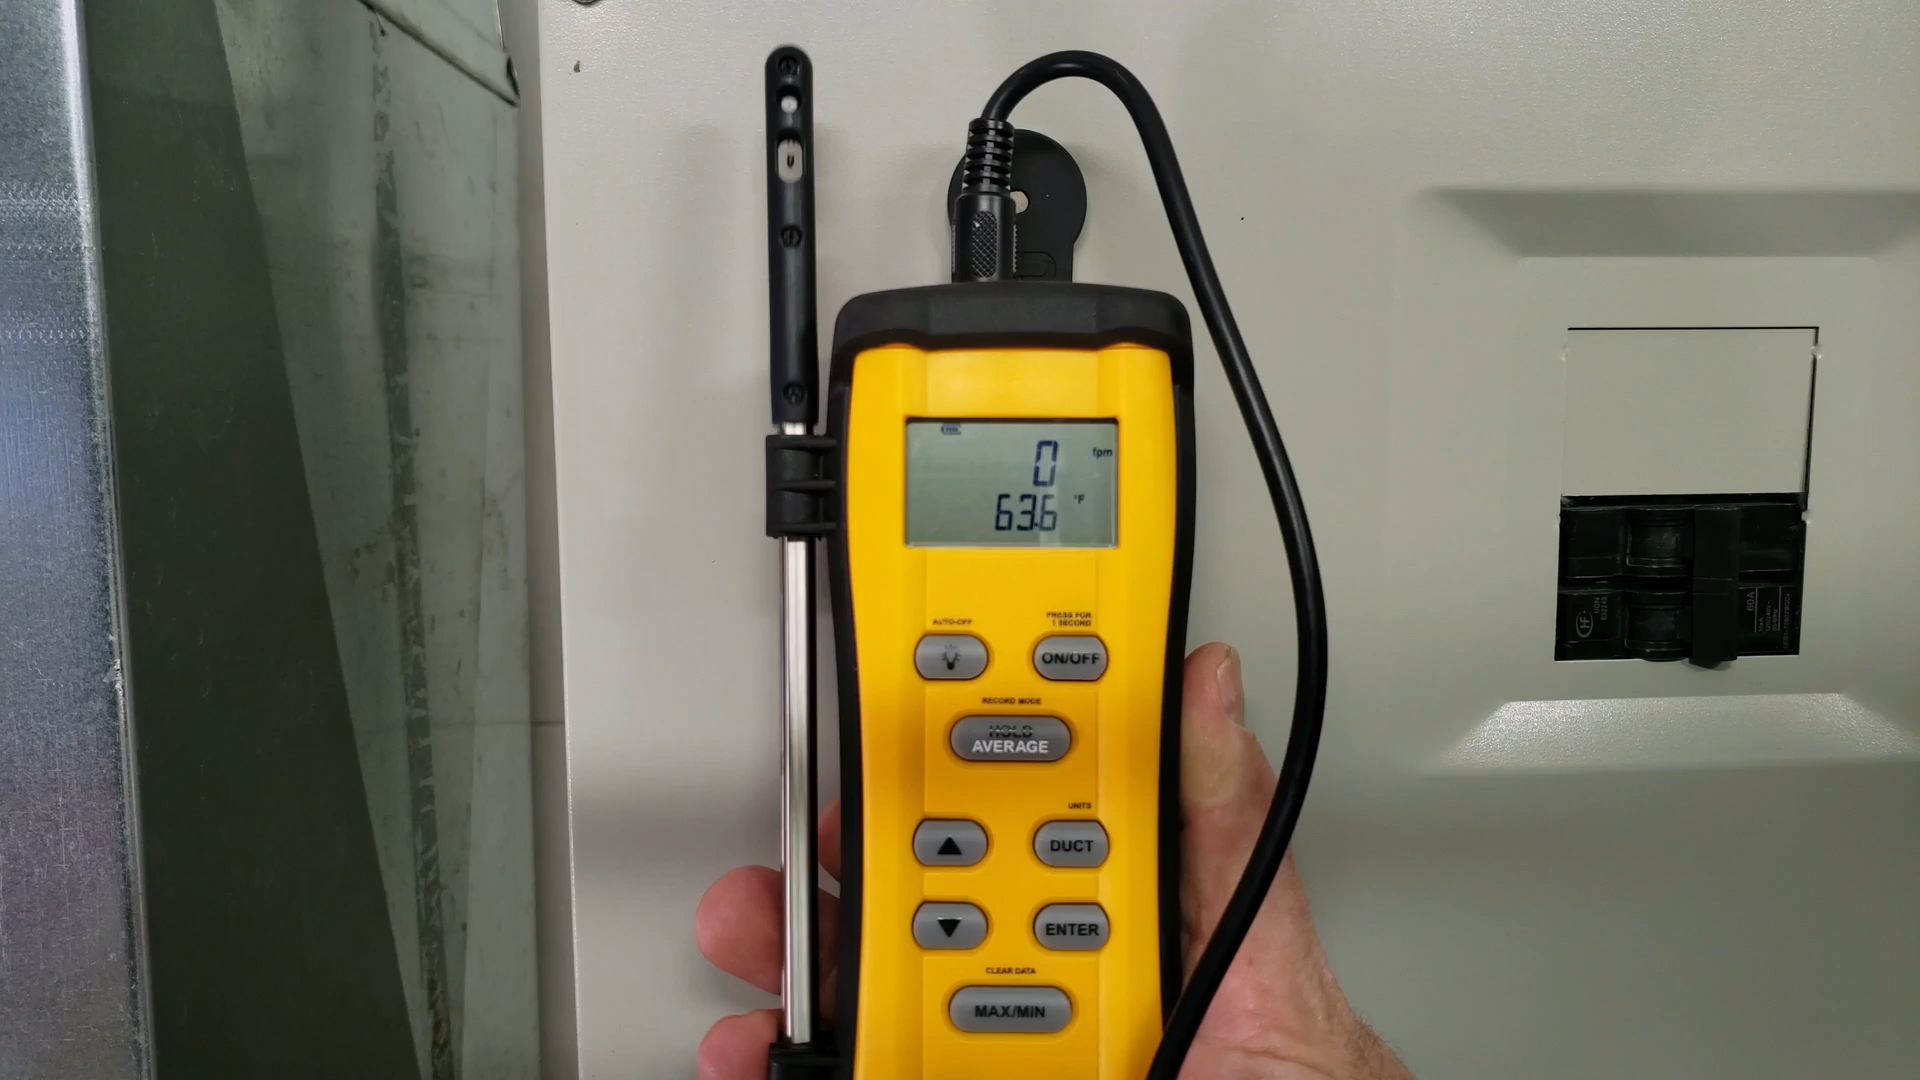 0 fpm
63.6 °F
AUTO-OFF
PRESS FOR
1 SECOND
ON/OFF
RECORD MODE
HOLD
AVERAGE
UNITS
DUCT
ENTER
CLEAR DATA
MAX/MIN
60A